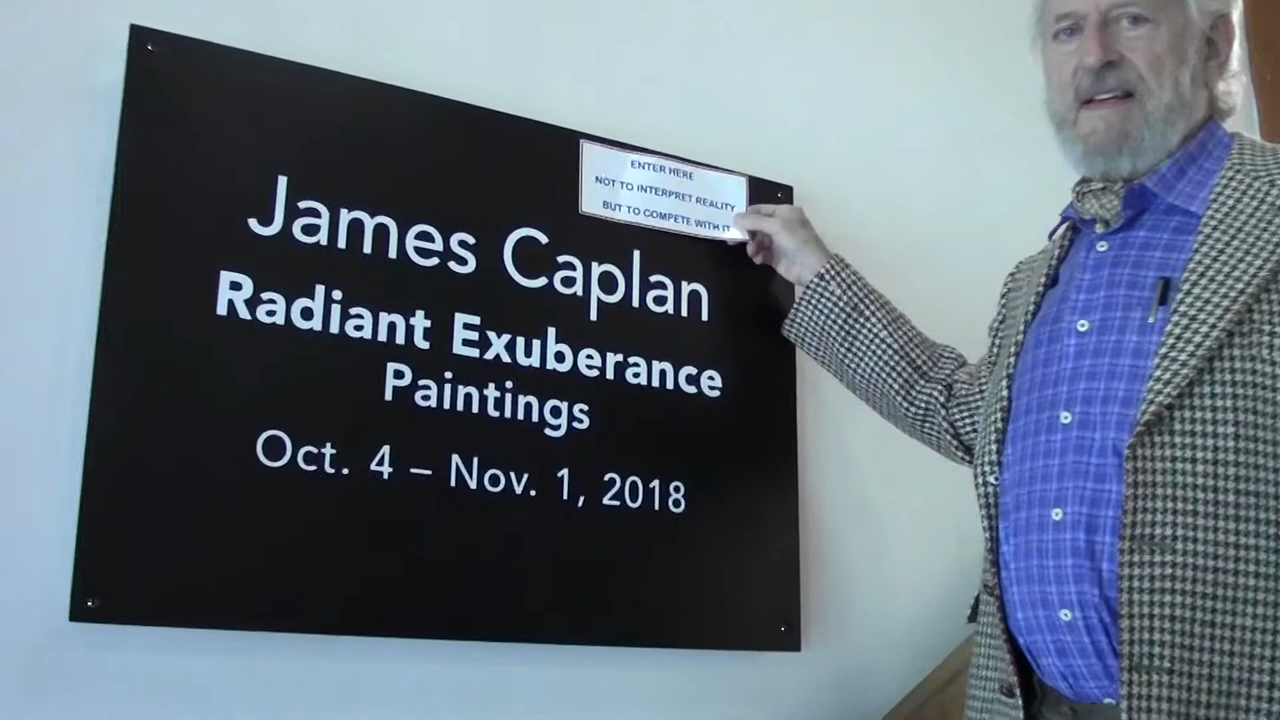 ENTER HERE
NOT TO INTERPRET REALITY
BUT TO COMPETE WITH IT
James Caplan
Radiant Exuberance
Paintings
Oct. 4 – Nov. 1, 2018